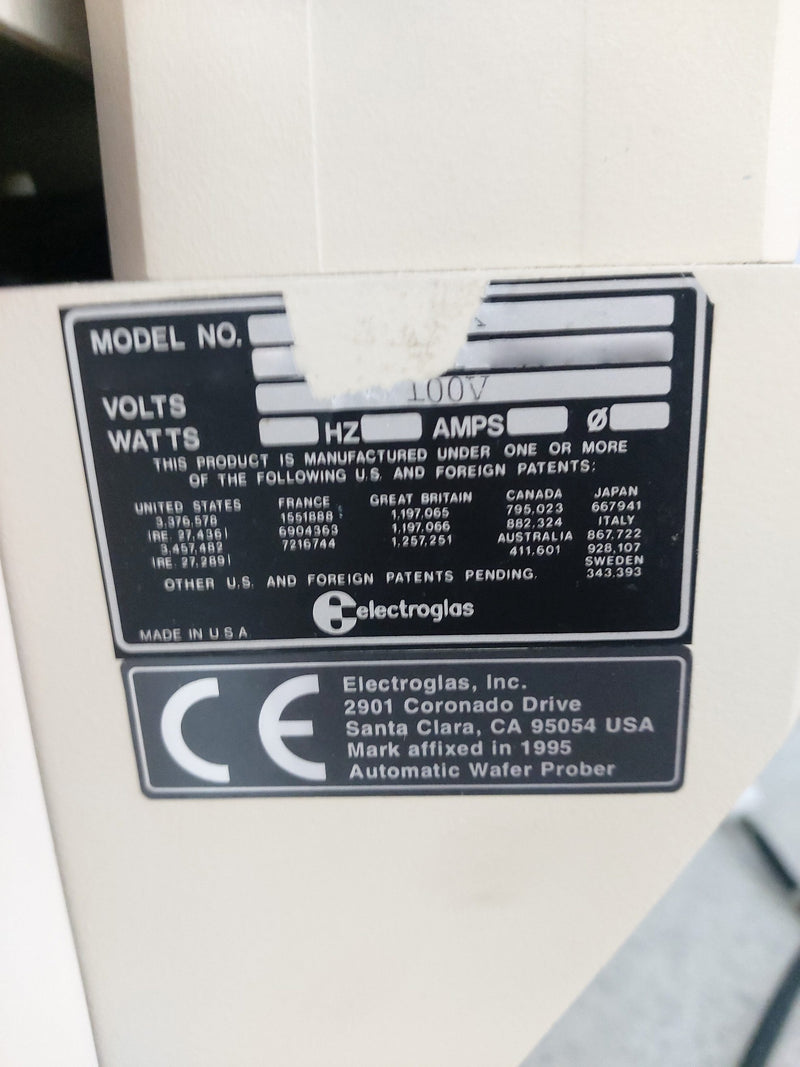 MODEL NO.
100V
VOLTS
WATTS HZ AMPS Ø
THIS PRODUCT IS MANUFACTURED UNDER ONE OR MORE
OF THE FOLLOWING U.S. AND FOREIGN PATENTS:
UNITED STATES
3,376,578
(RE. 27,436)
3,457,482
(RE. 27,289)
FRANCE
1551888
6904363
7216744
GREAT BRITAIN
1,197,065
1,197,066
1,257,251
CANADA
795,023
882,324
AUSTRALIA
411,601
JAPAN
667941
ITALY
867,722
928,107
SWEDEN
343,393
OTHER U.S. AND FOREIGN PATENTS PENDING.
electroglas
MADE IN U S A
CE
Electroglas, Inc.
2901 Coronado Drive
Santa Clara, CA 95054 USA
Mark affixed in 1995
Automatic Wafer Prober